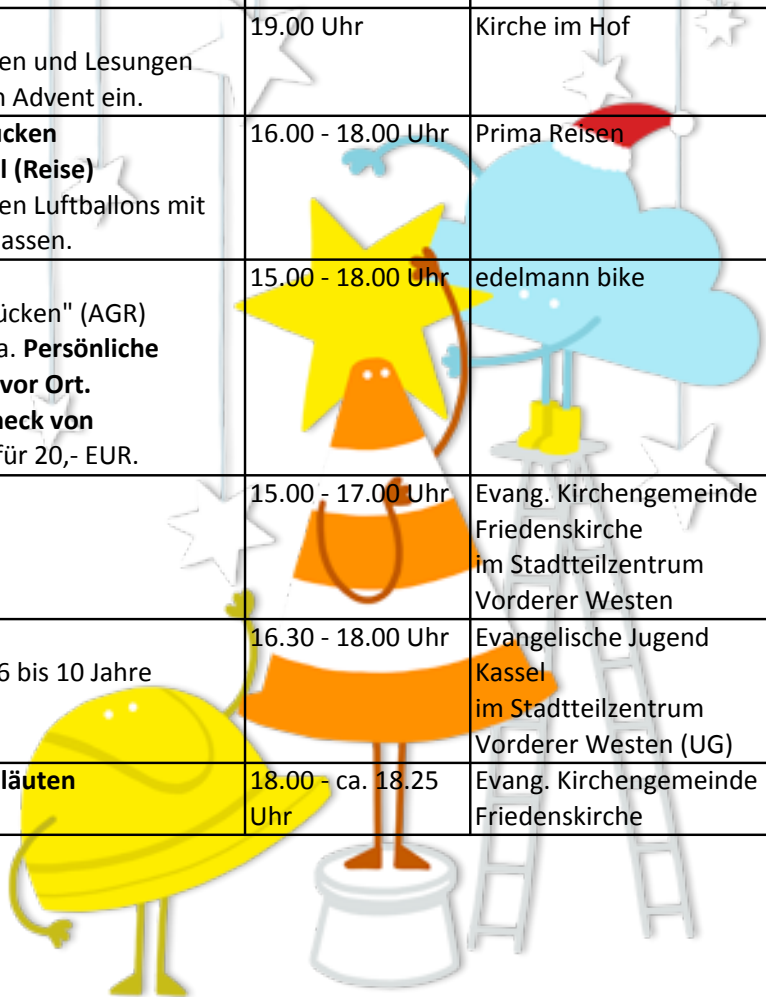 19.00 Uhr
Kirche im Hof
en und Lesungen
n Advent ein.
cken
16.00 - 18.00 Uhr
Prima Reisen
l (Reise)
en Luftballons mit
assen.
15.00 - 18.00 Uhr
edelmann bike
ücken" (AGR)
a. Persönliche
vor Ort.
heck von
für 20,- EUR.
15.00 - 17.00 Uhr
Evang. Kirchengemeinde
Friedenskirche
im Stadtteilzentrum
Vorderer Westen
16.30 - 18.00 Uhr
Evangelische Jugend
6 bis 10 Jahre
Kassel
im Stadtteilzentrum
Vorderer Westen (UG)
läuten
18.00 - ca. 18.25
Uhr
Evang. Kirchengemeinde
Friedenskirche